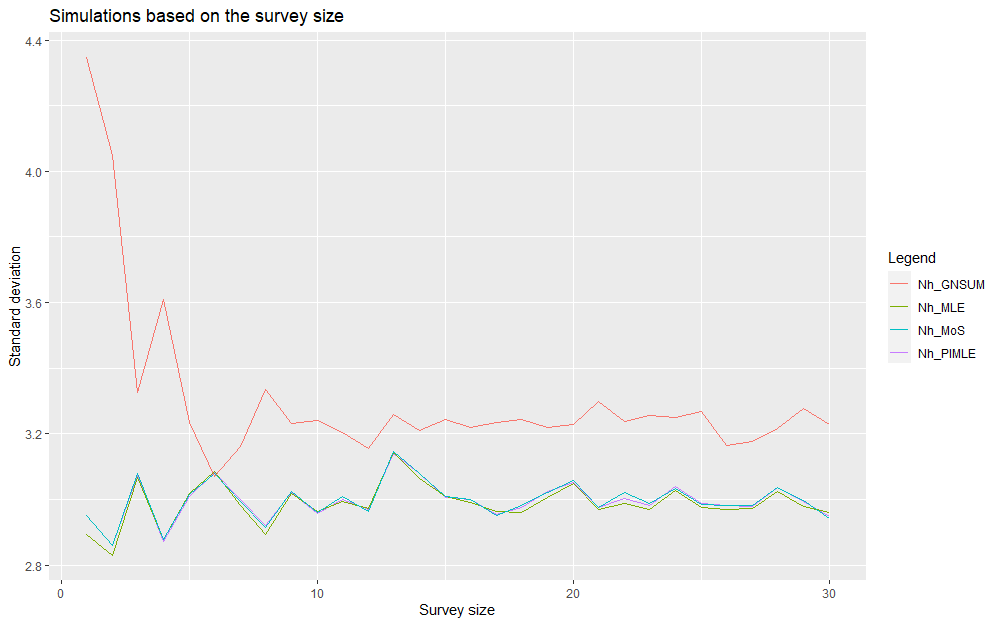 Simulations based on the survey size
4.4
4.0
3.6
3.2
2.8
Standard deviation
0
10
20
30
Survey size
Legend
Nh_GNSUM
Nh_MLE
Nh_MoS
Nh_PIMLE